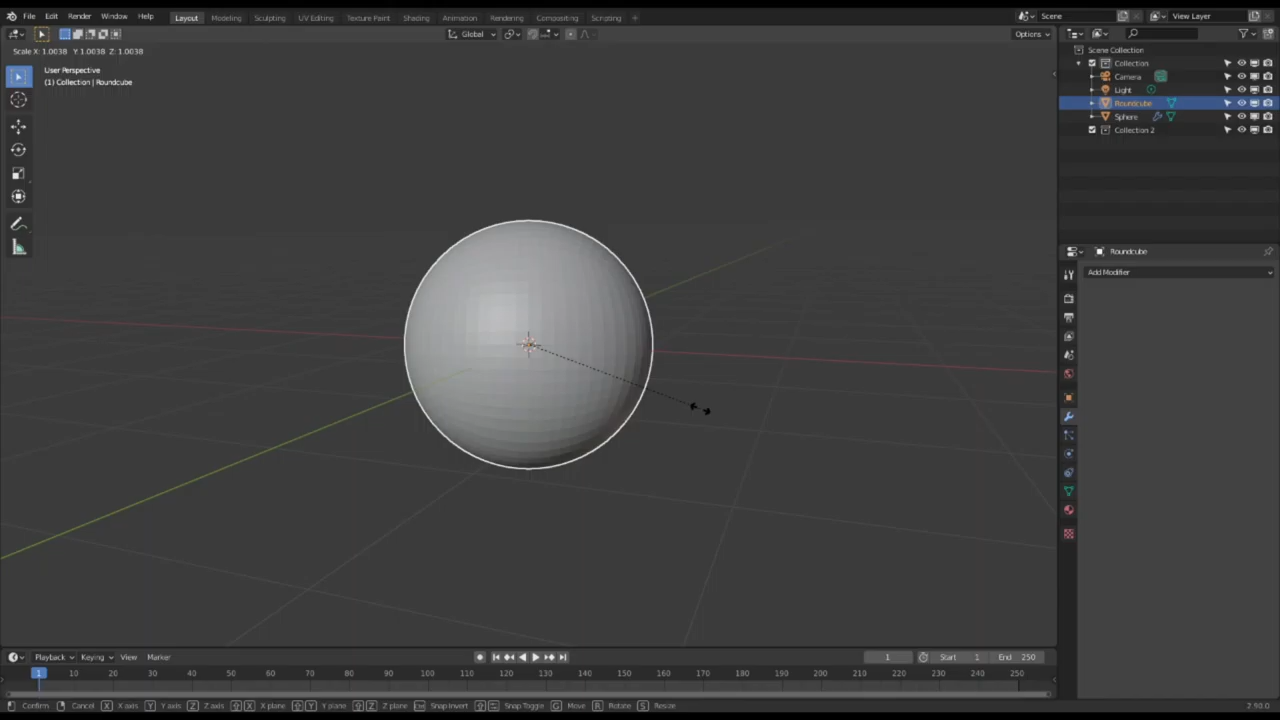 File Edit Render Window Help Layout Modeling Sculpting UV Editing Texture Paint Shading Animation Rendering Compositing Scripting + Scene View Layer
Global Options
Scale X: 1.0038 Y: 1.0038 Z: 1.0038
Scene Collection
User Perspective
(1) Collection | Roundcube
Collection
Camera
Light
Roundcube
Sphere
Collection 2
Roundcube
Add Modifier
Playback Keying View Marker 1 Start 1 End 250
1 10 20 30 40 50 60 70 80 90 100 110 120 130 140 150 160 170 180 190 200 210 220 230 240 250
Confirm Cancel X X axis Y Y axis Z Z axis X X plane Y Y plane Z Z plane Snap Invert Snap Toggle G Move R Rotate S Resize 2.90.0